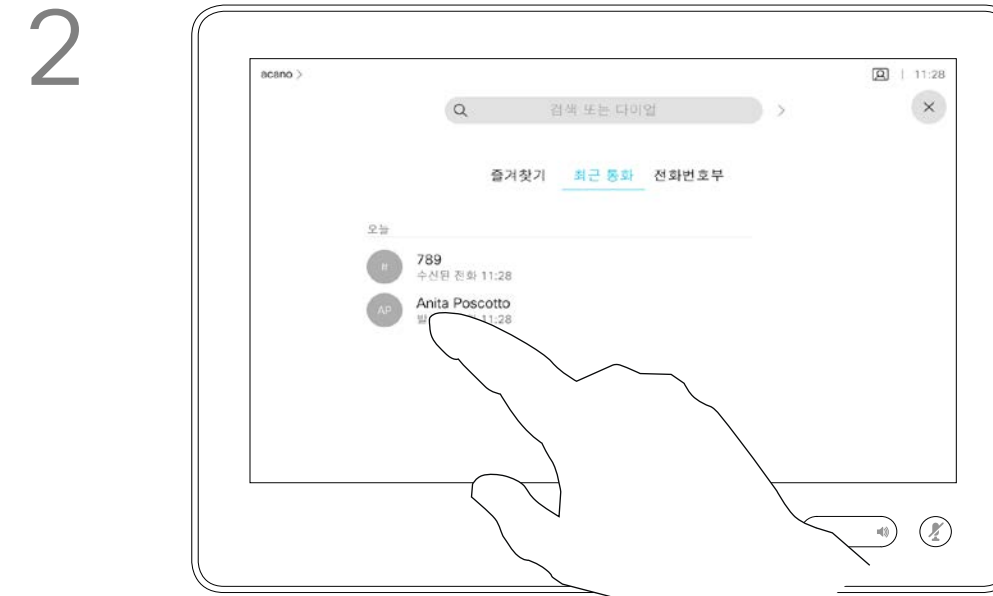 2
acano >
11:28
검색 또는 다이얼
즐겨찾기 최근 통화 전화번호부
오늘
789
수신된 전화 11:28
AP
Anita Poscotto
11:28